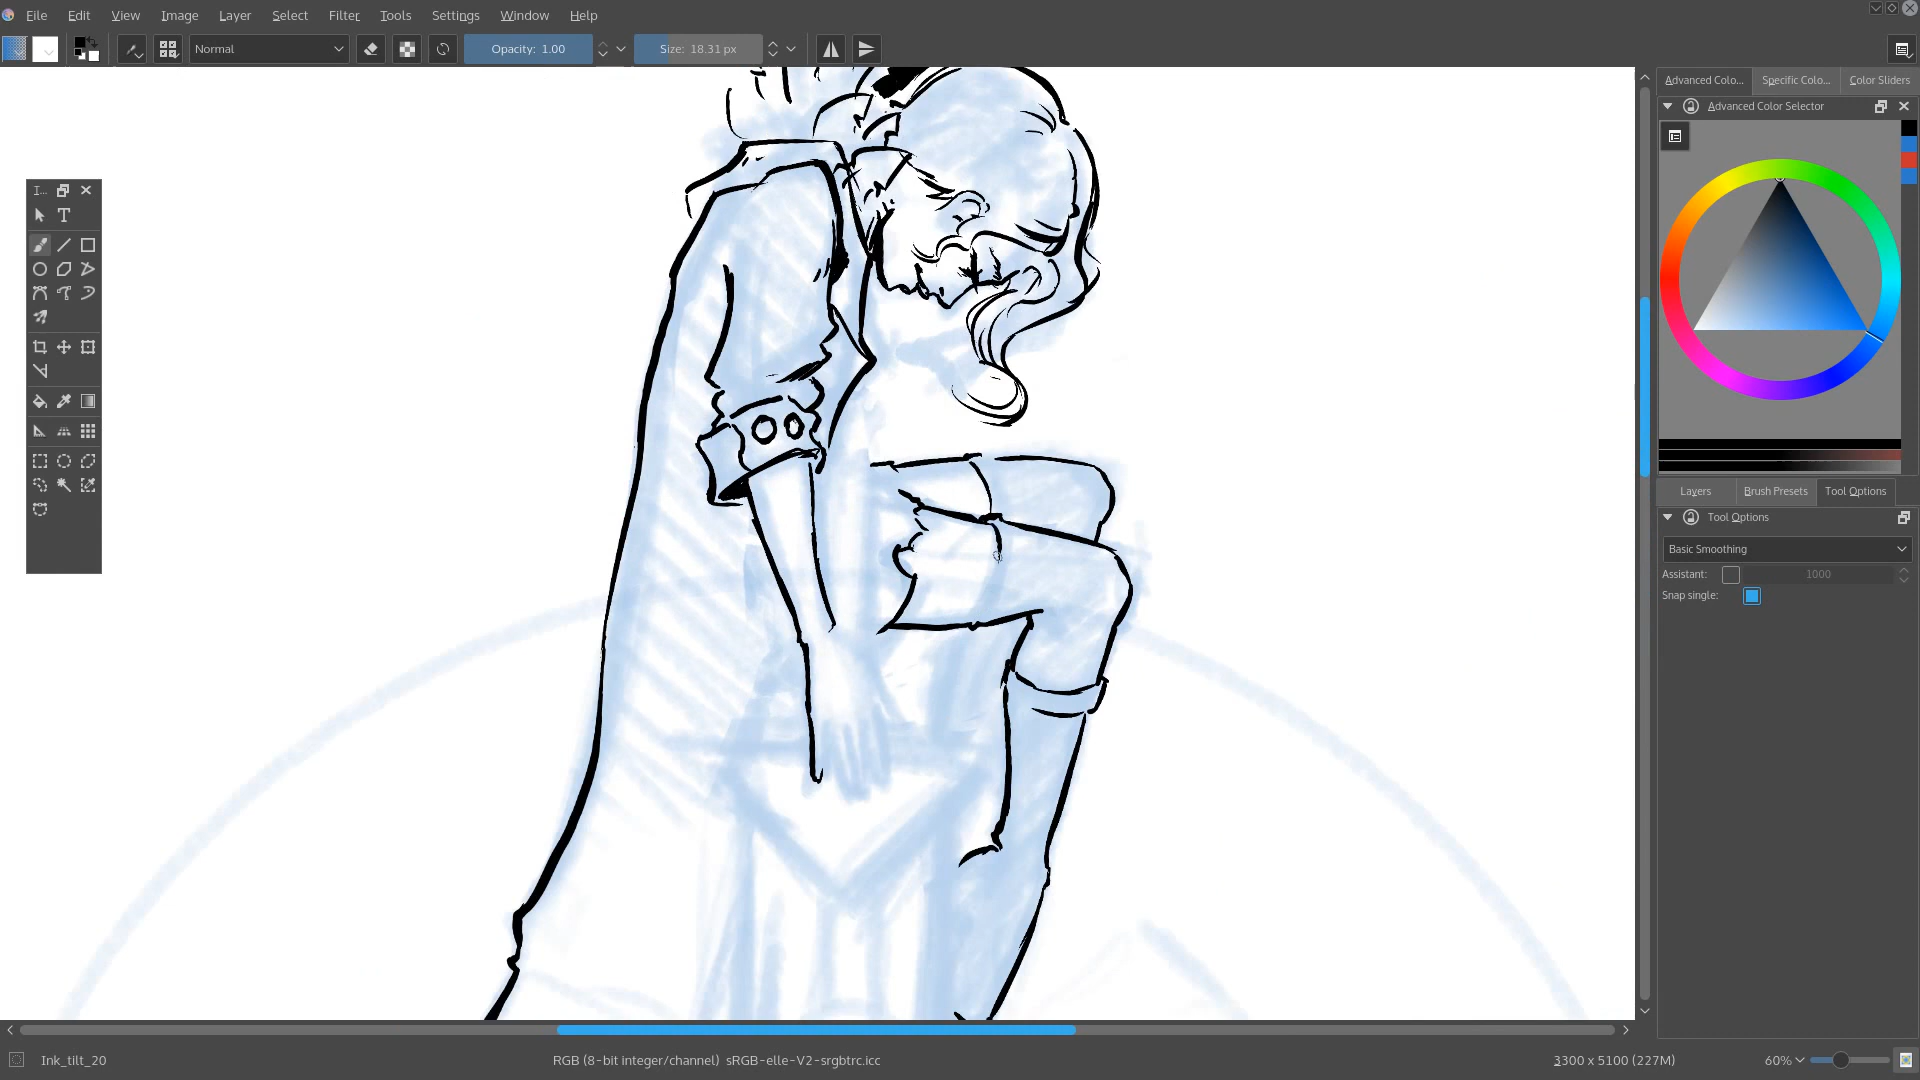 File Edit View Image Layer Select Filter Tools Settings Window Help
Normal Opacity: 1.00 Size: 18.31 px
Advanced Colo... Specific Colo... Color Sliders
Advanced Color Selector
I...
T
Layers Brush Presets Tool Options
Tool Options
Basic Smoothing
Assistant: 1000
Snap single:
Ink_tilt_20 RGB (8-bit integer/channel) sRGB-elle-V2-srgbtrc.icc 3300 x 5100 (227M) 60%